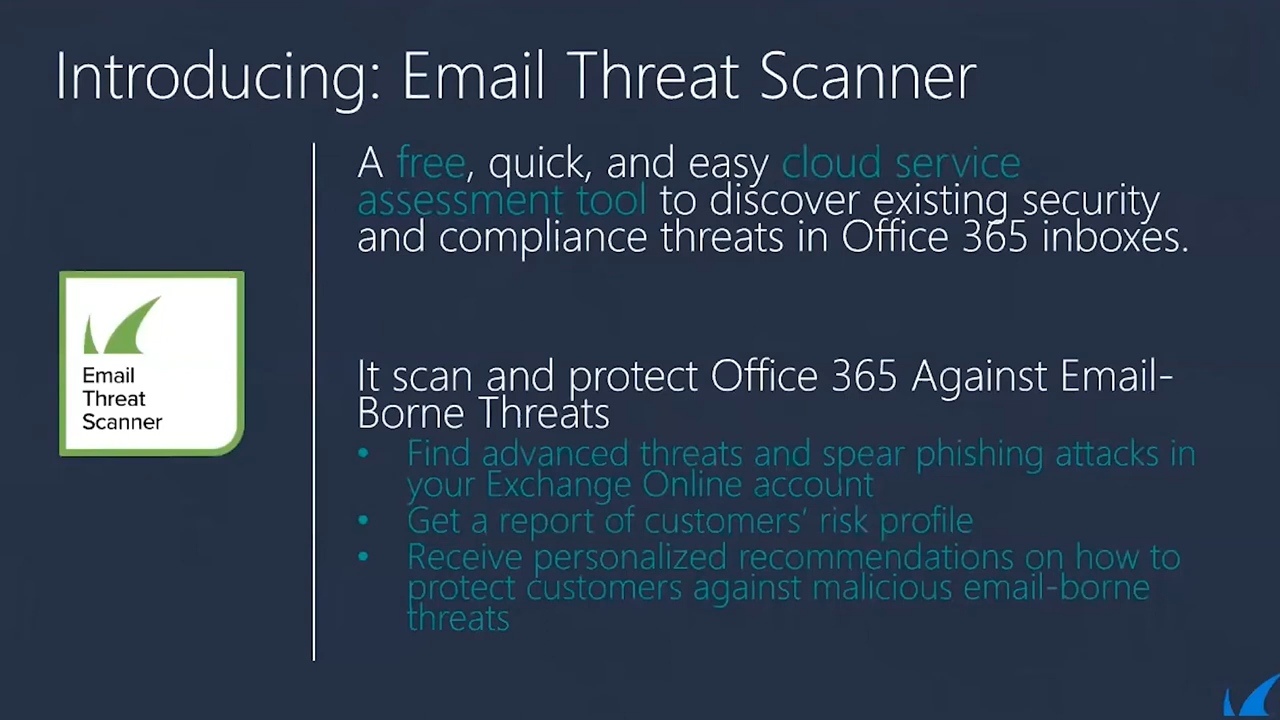 Introducing: Email Threat Scanner
A free, quick, and easy cloud service
assessment tool to discover existing security
and compliance threats in Office 365 inboxes.
Email
Threat
Scanner
It scan and protect Office 365 Against Email-
Borne Threats
• Find advanced threats and spear phishing attacks in
your Exchange Online account
• Get a report of customers’ risk profile
• Receive personalized recommendations on how to
protect customers against malicious email-borne
threats